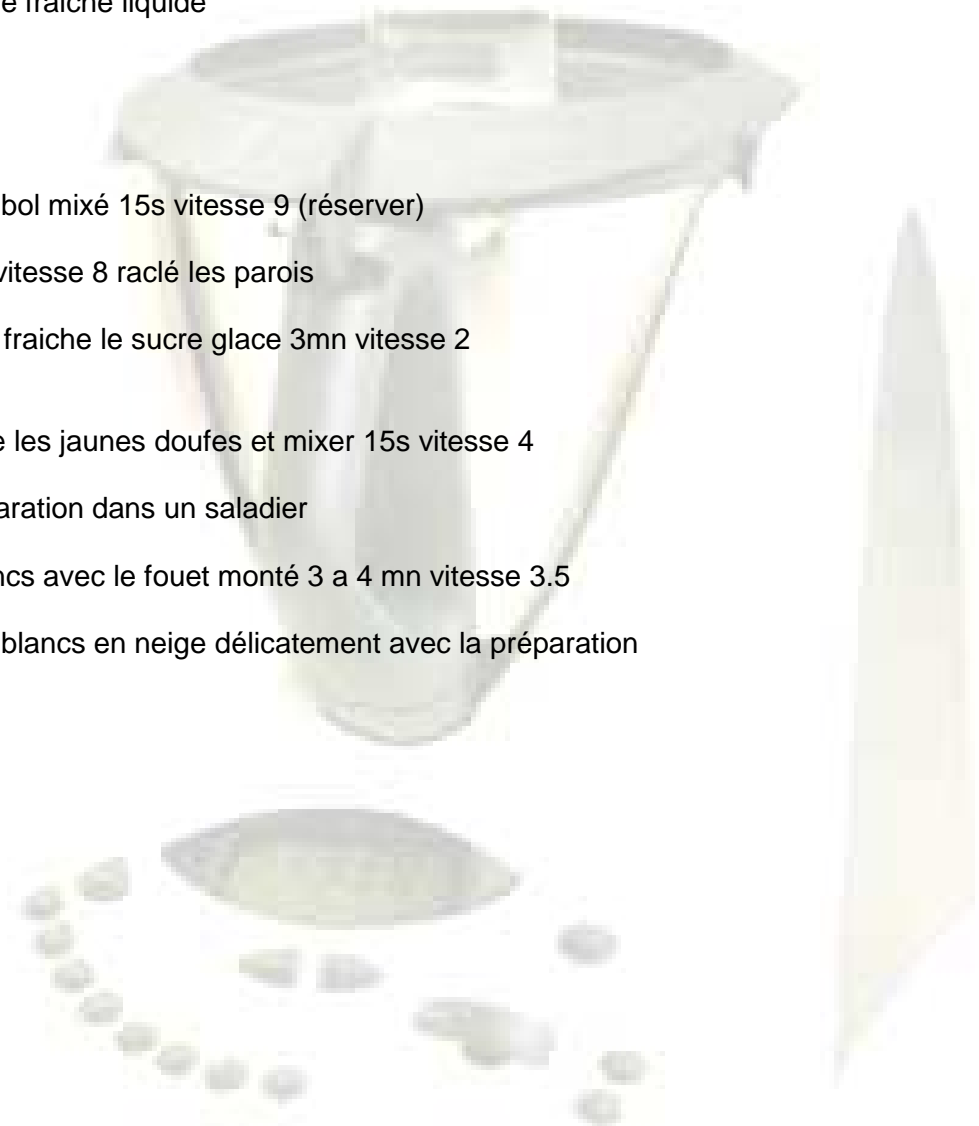 e fraiche liquide
bol mixé 15s vitesse 9 (réserver)
vitesse 8 raclé les parois
fraiche le sucre glace 3mn vitesse 2
e les jaunes doufes et mixer 15s vitesse 4
aration dans un saladier
ncs avec le fouet monté 3 a 4 mn vitesse 3.5
blancs en neige délicatement avec la préparation